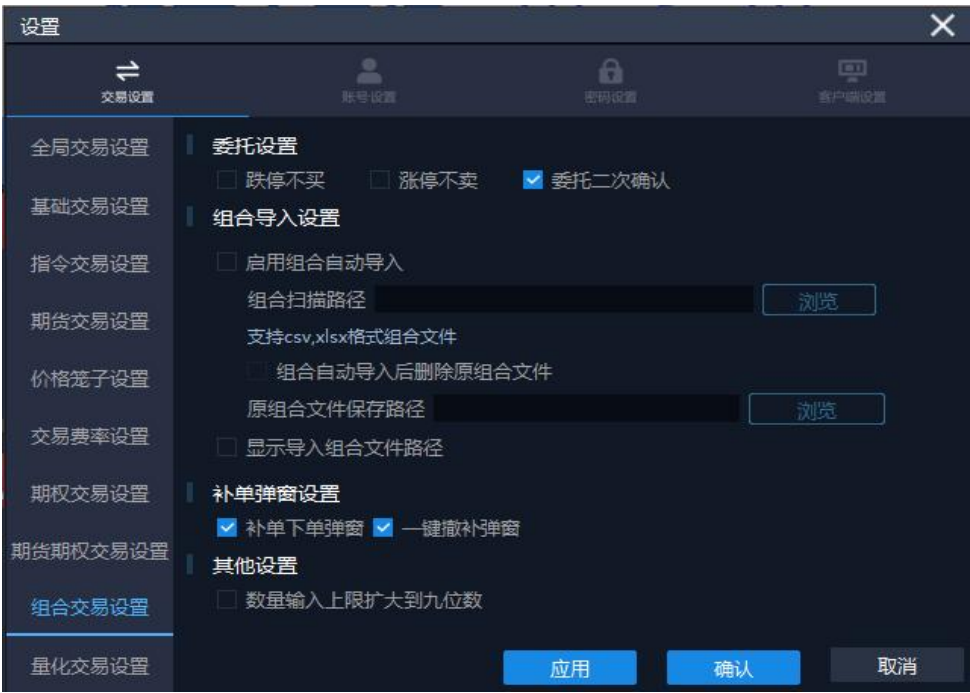 设置
交易设置 账号设置 密码设置 客户端设置
全局交易设置
基础交易设置
指令交易设置
期货交易设置
价格笼子设置
交易费率设置
期权交易设置
期货期权交易设置
组合交易设置
量化交易设置
委托设置
跌停不买 涨停不卖 委托二次确认
组合导入设置
启用组合自动导入
组合扫描路径 浏览
支持csv,xlsx格式组合文件
组合自动导入后删除原组合文件
原组合文件保存路径 浏览
显示导入组合文件路径
补单弹窗设置
补单下单弹窗 一键撤补弹窗
其他设置
数量输入上限扩大到九位数
应用 确认 取消